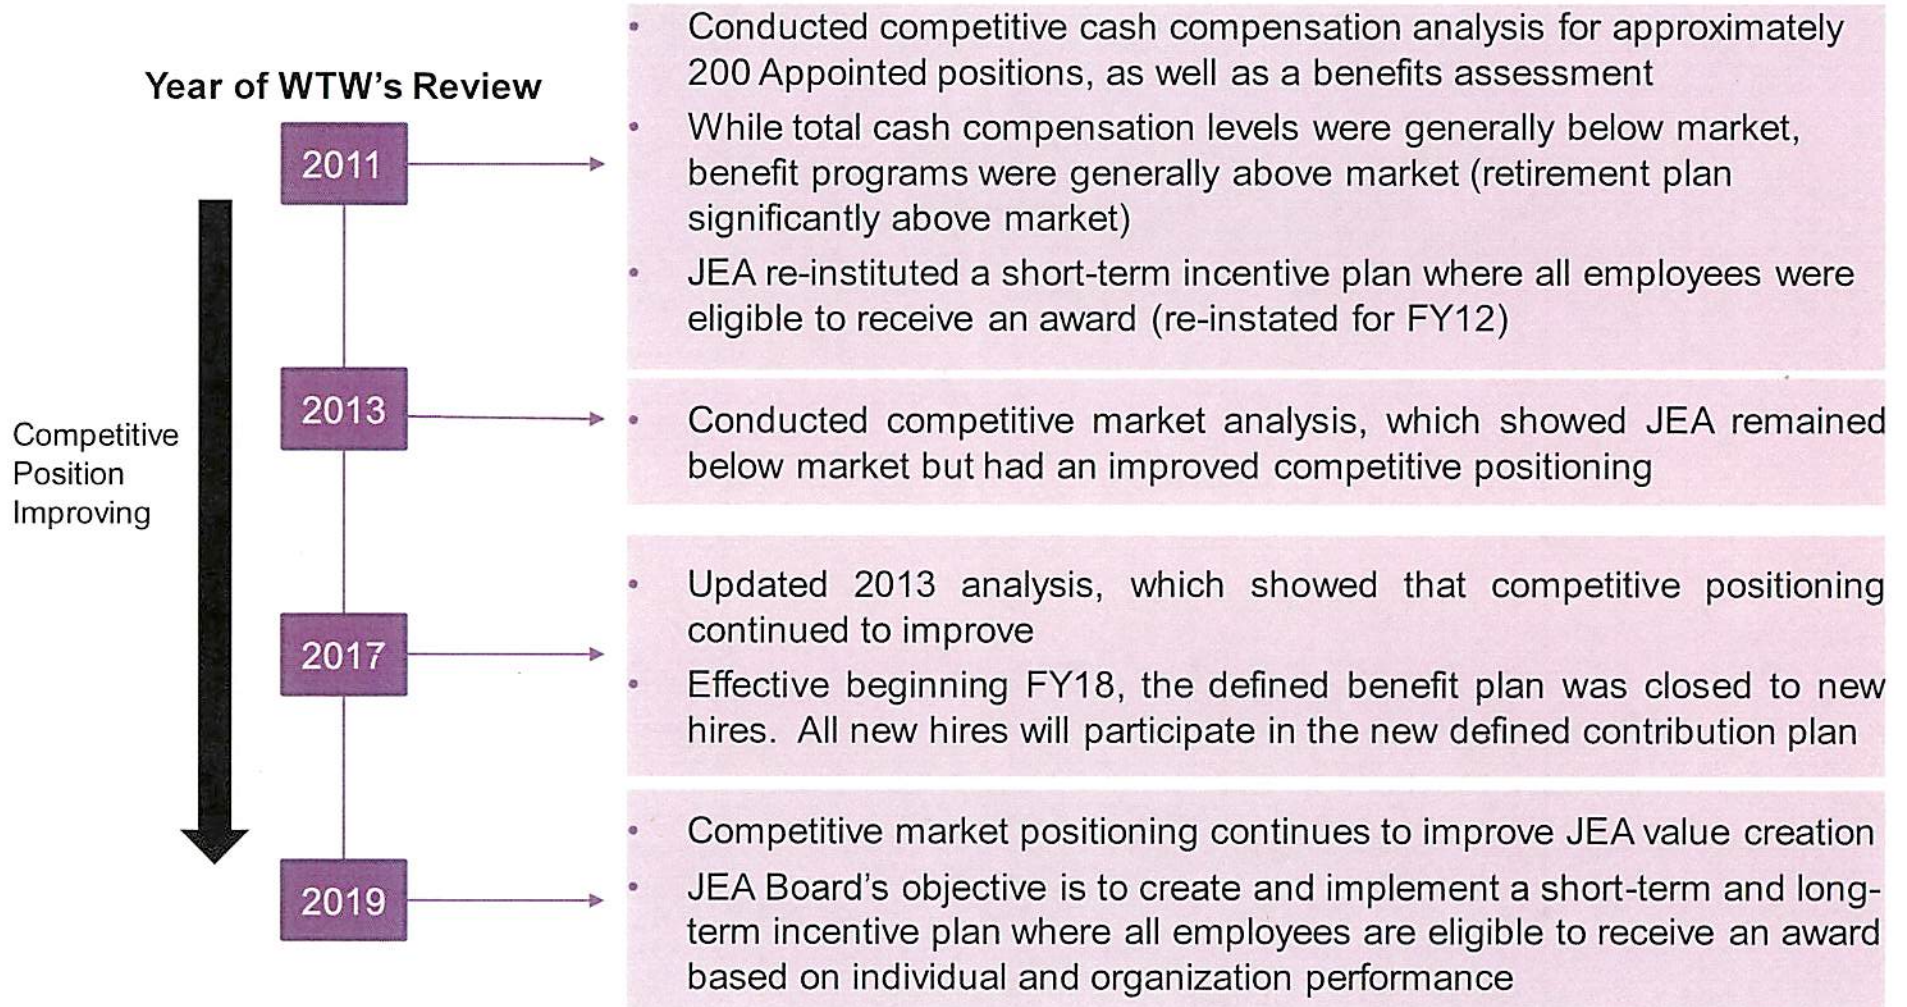 Year of WTW's Review
2011
• Conducted competitive cash compensation analysis for approximately
200 Appointed positions, as well as a benefits assessment
• While total cash compensation levels were generally below market,
benefit programs were generally above market (retirement plan
significantly above market)
• JEA re-instituted a short-term incentive plan where all employees were
eligible to receive an award (re-instated for FY12)
Competitive
Position
Improving
2013
• Conducted competitive market analysis, which showed JEA remained
below market but had an improved competitive positioning
2017
• Updated 2013 analysis, which showed that competitive positioning
continued to improve
• Effective beginning FY18, the defined benefit plan was closed to new
hires. All new hires will participate in the new defined contribution plan
2019
• Competitive market positioning continues to improve JEA value creation
• JEA Board's objective is to create and implement a short-term and long-
term incentive plan where all employees are eligible to receive an award
based on individual and organization performance